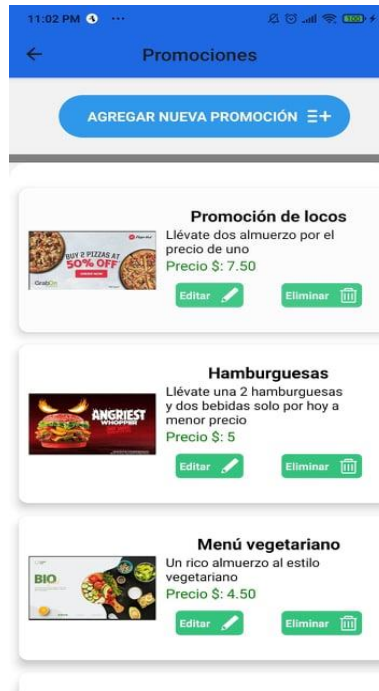 11:02 PM
100
Promociones
AGREGAR NUEVA PROMOCIÓN
Promoción de locos
Llévate dos almuerzo por el
precio de uno
Precio $: 7.50
Editar
Eliminar
BUY 2 PIZZAS AT
50% OFF
Hamburguesas
Llévate una 2 hamburguesas
y dos bebidas solo por hoy a
menor precio
Precio $: 5
Editar
Eliminar
ANGRIEST
WHOPPER
Menú vegetariano
Un rico almuerzo al estilo
vegetariano
Precio $: 4.50
Editar
Eliminar
BIO